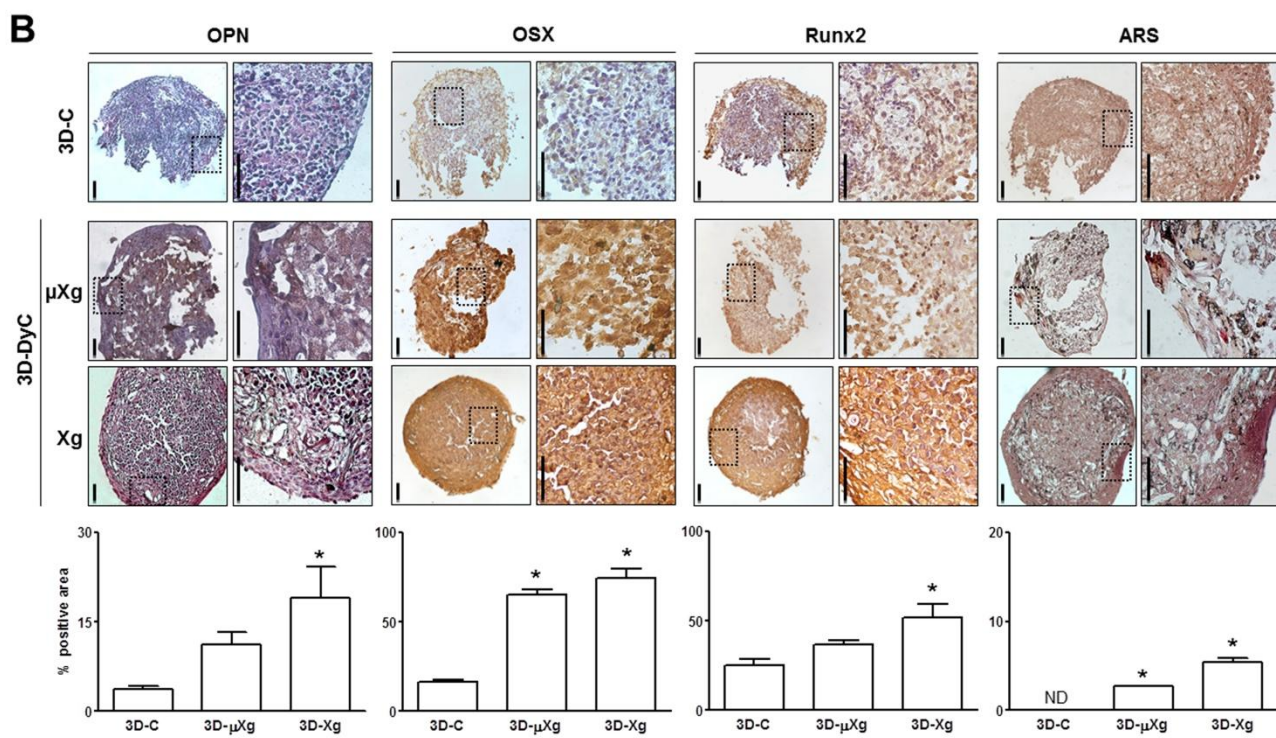 B
OPN OSX Runx2 ARS
3D-C
3D-DyC
μXg
Xg
% positive area
30
15
0
*
3D-C 3D-μXg 3D-Xg
100
50
0
* *
3D-C 3D-μXg 3D-Xg
100
50
0
*
3D-C 3D-μXg 3D-Xg
20
10
0
ND * *
3D-C 3D-μXg 3D-Xg